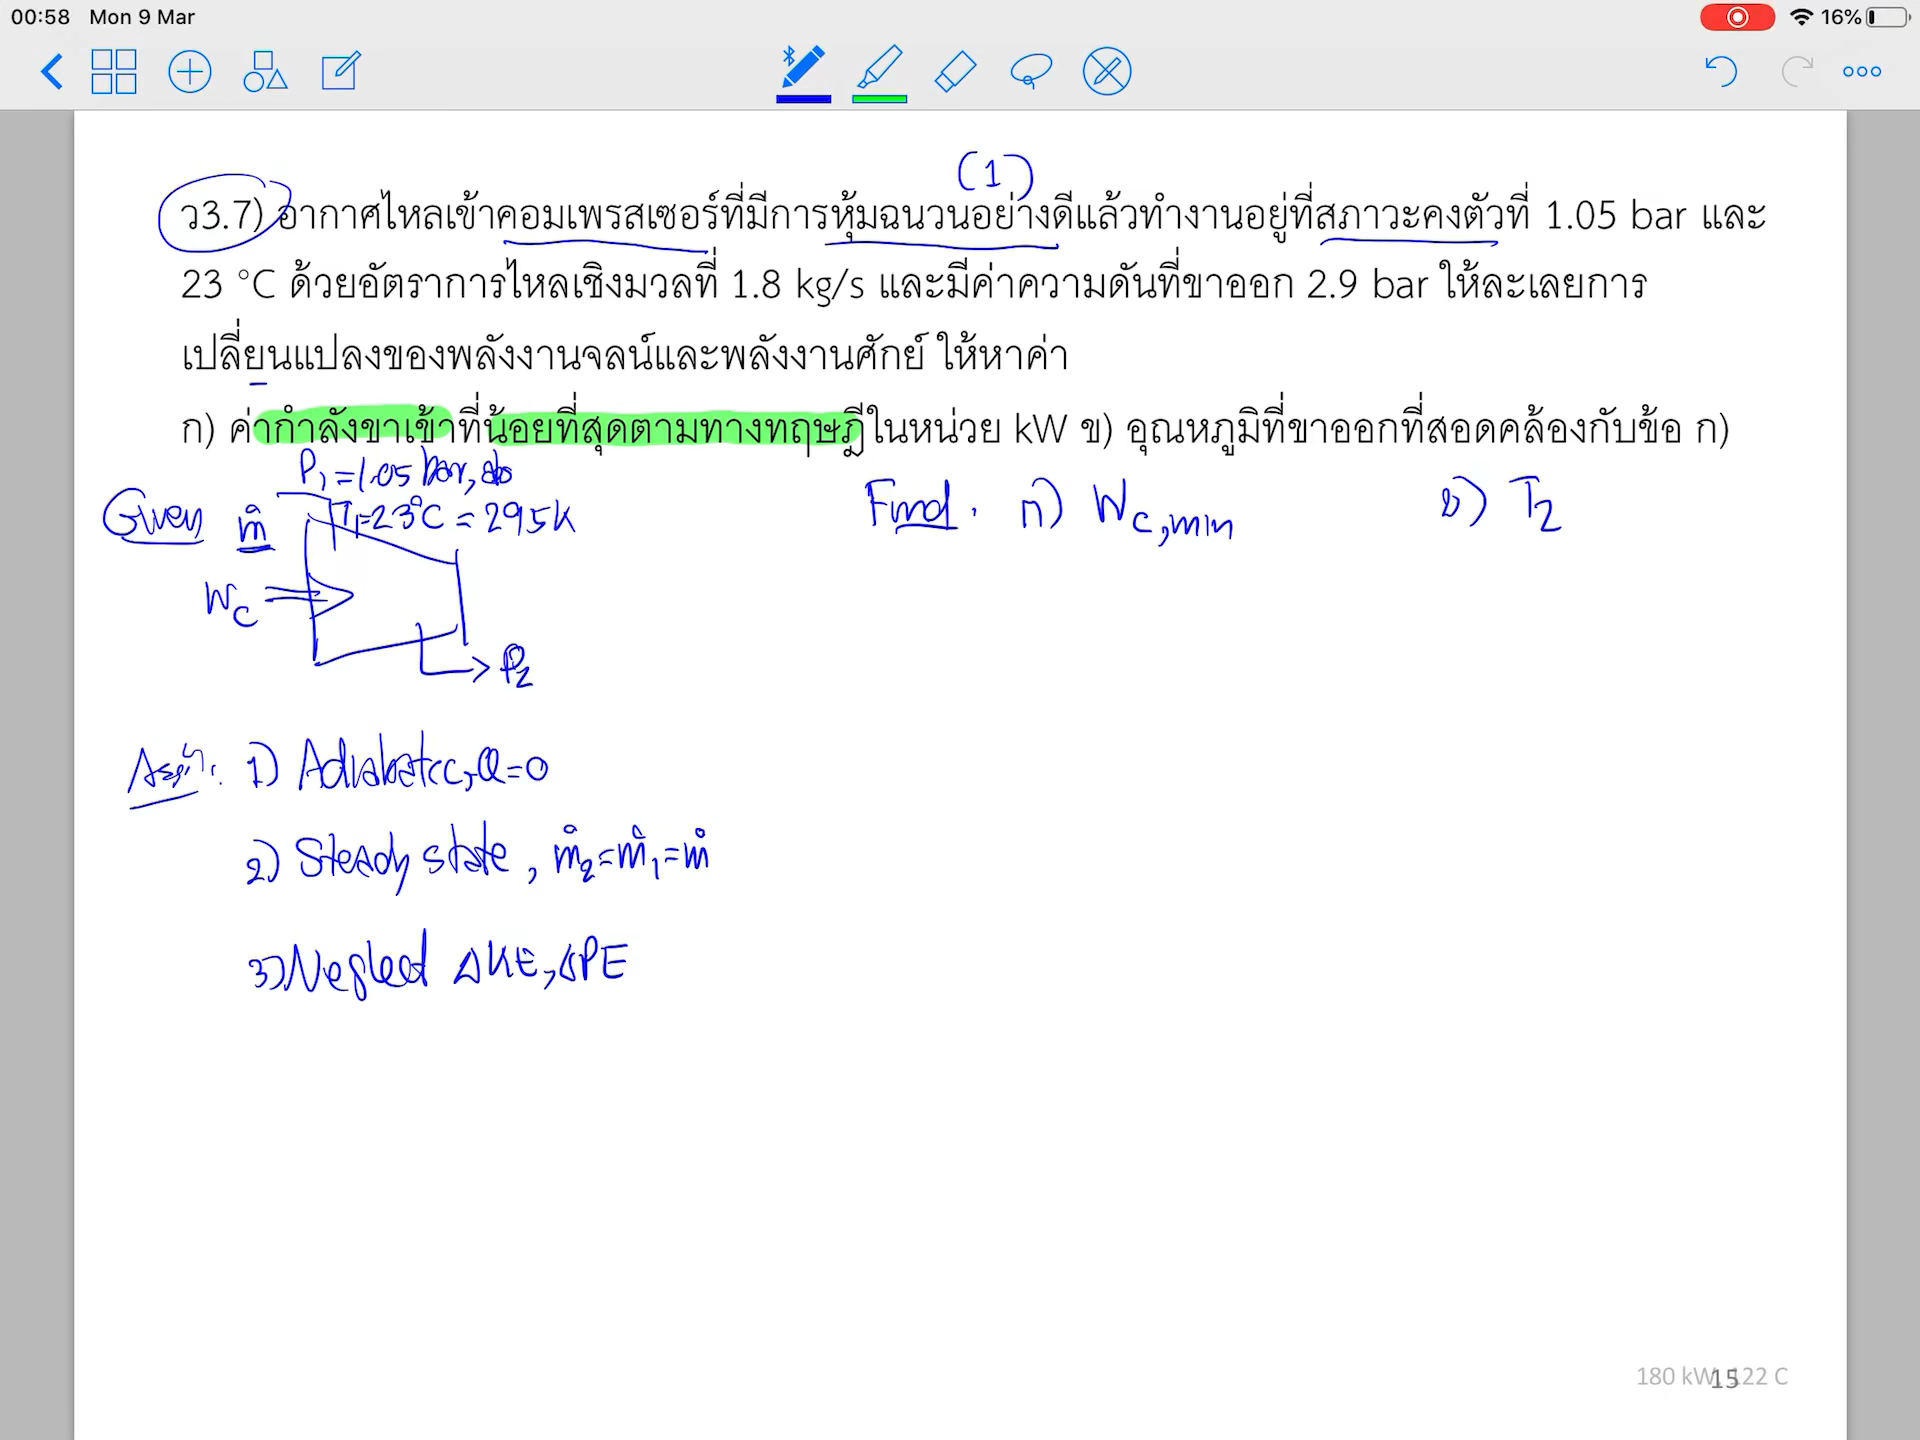 00:58 Mon 9 Mar 16%
(1)
ว3.7) อากาศไหลเข้าคอมเพรสเซอร์ที่มีการหุ้มฉนวนอย่างดีแล้วทำงานอยู่ที่สภาวะคงตัวที่ 1.05 bar และ
23 °C ด้วยอัตราการไหลเชิงมวลที่ 1.8 kg/s และมีค่าความดันที่ขาออก 2.9 bar ให้ละเลยการ
เปลี่ยนแปลงของพลังงานจลน์และพลังงานศักย์ ให้หาค่า
ก) ค่ากำลังขาเข้าที่น้อยที่สุดตามทางทฤษฎีในหน่วย kW ข) อุณหภูมิที่ขาออกที่สอดคล้องกับข้อ ก)
P₁ = 1.05 bar, abs
Given ṁ T₁ = 23°C = 295K Find. ก) Wc,min ข) T₂
Wc
P₂
1) Adiabatic, Q=0
2) Steady state, ṁ₂=ṁ₁=ṁ
3) Neglect ΔKE, ΔPE
180 kW, 122 C
15